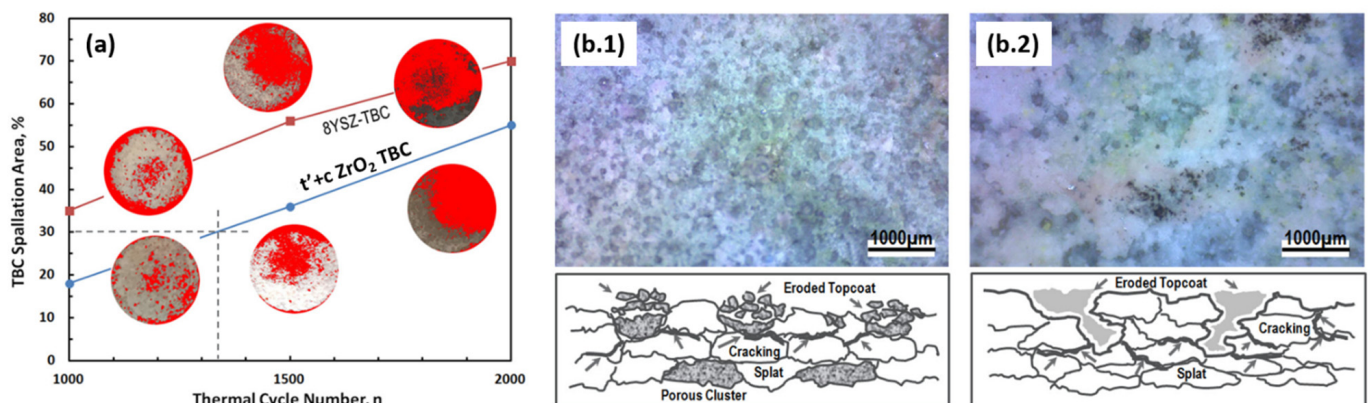 (a)
TBC Spallation Area, %
80
70
60
50
40
30
20
10
0
8YSZ-TBC
t'+c ZrO₂ TBC
1000
1500
2000
Thermal Cycle Number, n
(b.1)
1000µm
Eroded Topcoat
Cracking
Splat
Porous Cluster
(b.2)
1000µm
Eroded Topcoat
Cracking
Splat